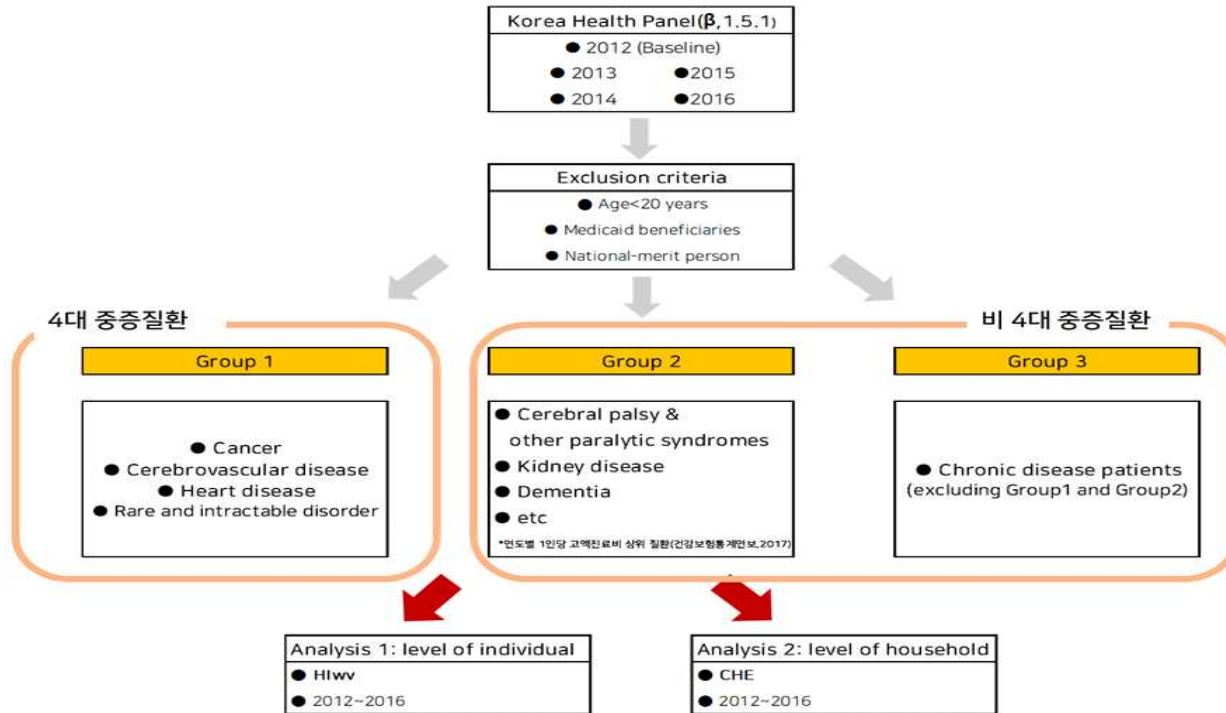 Korea Health Panel(β,1.5.1)
● 2012 (Baseline)
● 2013 ●2015
● 2014 ●2016
Exclusion criteria
● Age<20 years
● Medicaid beneficiaries
● National-merit person
4대 중증질환
비 4대 중증질환
Group 1
● Cancer
● Cerebrovascular disease
● Heart disease
● Rare and intractable disorder
Group 2
● Cerebral palsy &
other paralytic syndromes
● Kidney disease
● Dementia
● etc
*연도별 1인당 고액진료비 상위 질환(건강보험통계연보,2017)
Group 3
● Chronic disease patients
(excluding Group1 and Group2)
Analysis 1: level of individual
● HIwv
● 2012~2016
Analysis 2: level of household
● CHE
● 2012~2016